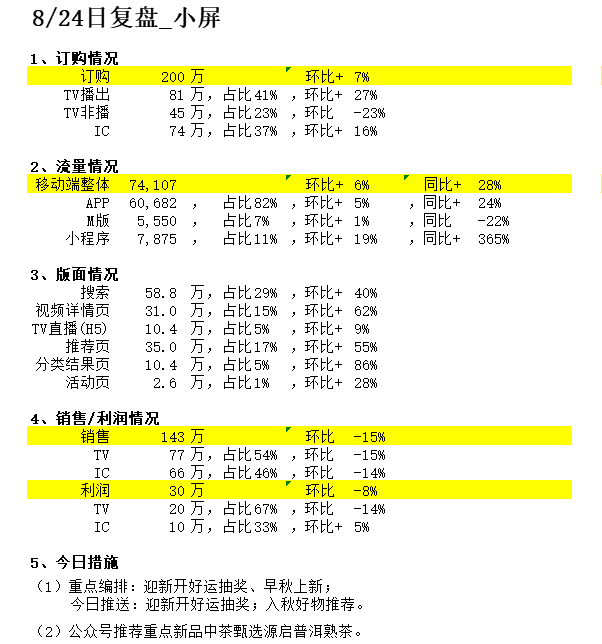 8/24日复盘_小屏
1、订购情况
订购 200 万 环比+ 7%
TV播出 81 万，占比41% ，环比+ 27%
TV非播 45 万，占比23% ，环比 -23%
IC 74 万，占比37% ，环比+ 16%
2、流量情况
移动端整体 74,107 环比+ 6% 同比+ 28%
APP 60,682 ， 占比82% ，环比+ 5% ，同比+ 24%
M版 5,550 ， 占比7% ，环比+ 1% ，同比 -22%
小程序 7,875 ， 占比11% ，环比+ 19% ，同比+ 365%
3、版面情况
搜索 58.8 万，占比29% ，环比+ 40%
视频详情页 31.0 万，占比15% ，环比+ 62%
TV直播(H5) 10.4 万，占比5% ，环比+ 9%
推荐页 35.0 万，占比17% ，环比+ 55%
分类结果页 10.4 万，占比5% ，环比+ 86%
活动页 2.6 万，占比1% ，环比+ 28%
4、销售/利润情况
销售 143 万 环比 -15%
TV 77 万，占比54% ，环比 -15%
IC 66 万，占比46% ，环比 -14%
利润 30 万 环比 -8%
TV 20 万，占比67% ，环比 -14%
IC 10 万，占比33% ，环比+ 5%
5、今日措施
（1）重点编排：迎新开好运抽奖、早秋上新；
今日推送：迎新开好运抽奖；入秋好物推荐。
（2）公众号推荐重点新品中茶甄选源启普洱熟茶。